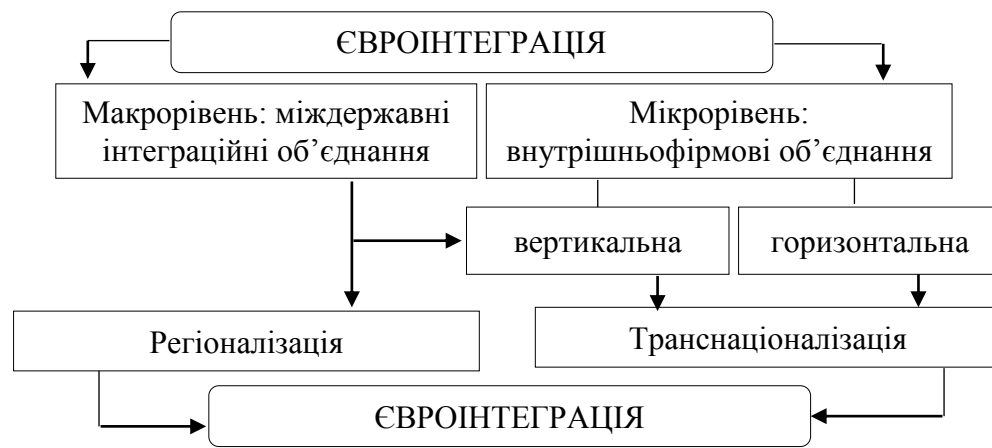 ЄВРОІНТЕГРАЦІЯ
Макрорівень: міждержавні
інтеграційні об’єднання
Мікрорівень:
внутрішньофірмові об’єднання
вертикальна
горизонтальна
Регіоналізація
Транснаціоналізація
ЄВРОІНТЕГРАЦІЯ